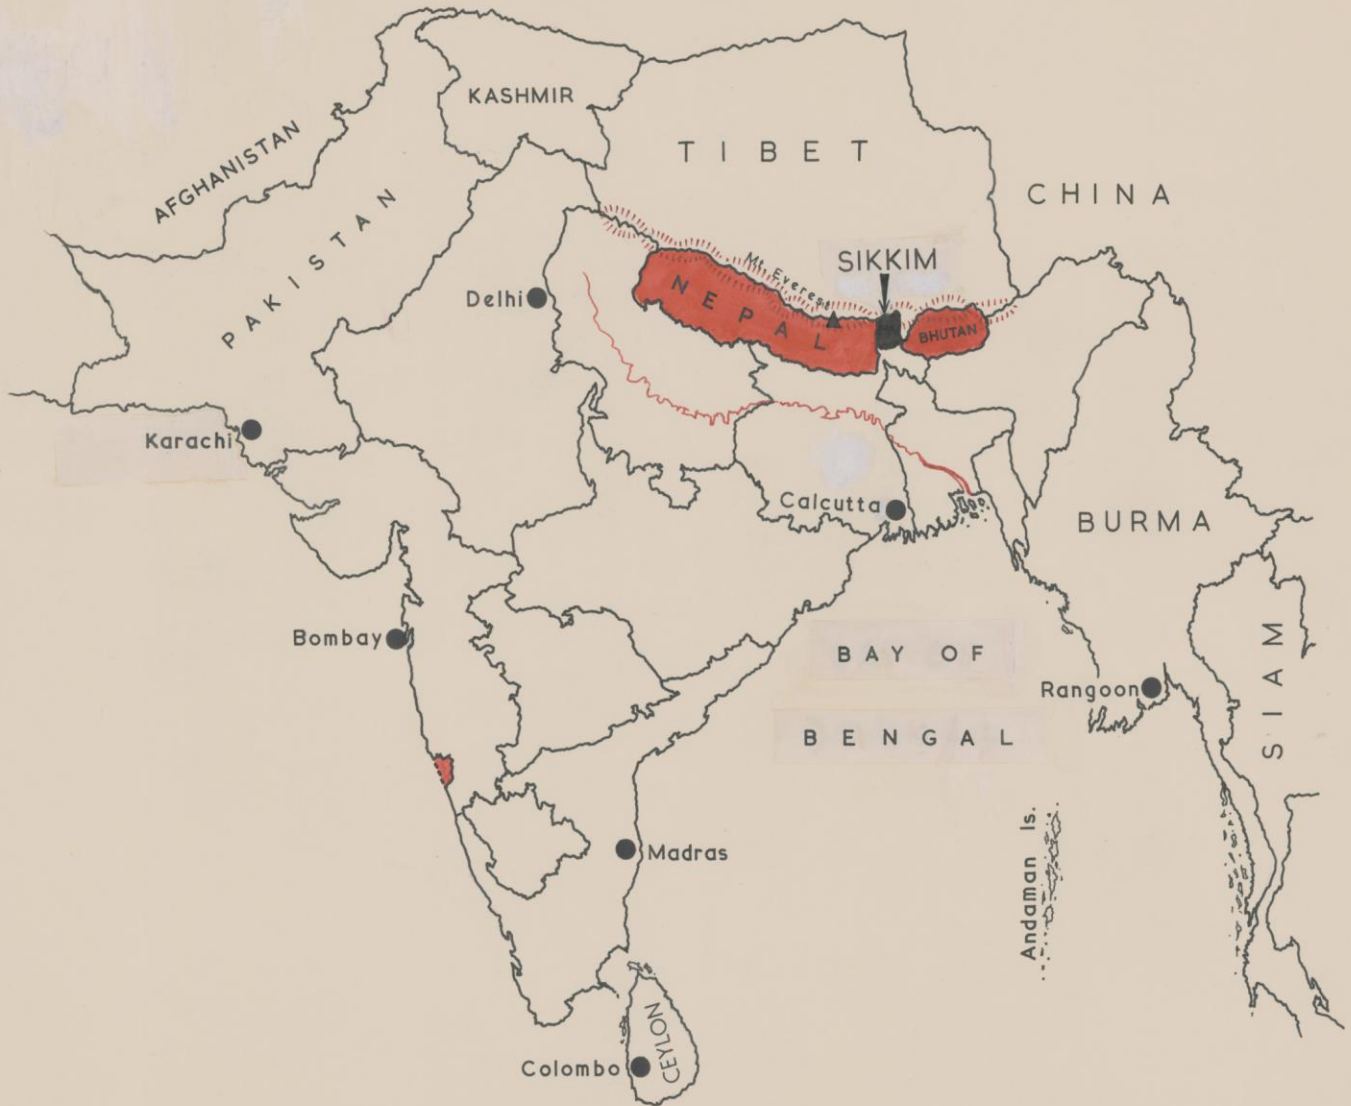 KASHMIR
AFGHANISTAN
TIBET
CHINA
PAKISTAN
SIKKIM
Mt. Everest
Delhi
NEPAL
BHUTAN
Karachi
Calcutta
BURMA
Bombay
BAY OF
BENGAL
Rangoon
SIAM
Madras
Andaman Is.
CEYLON
Colombo